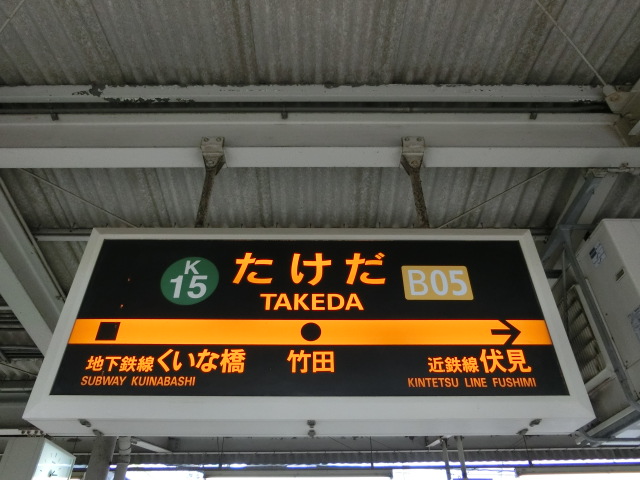 K
15
たけだ
B05
TAKEDA
地下鉄線くいな橋
竹田
近鉄線伏見
SUBWAY KUINABASHI
KINTETSU LINE FUSHIMI